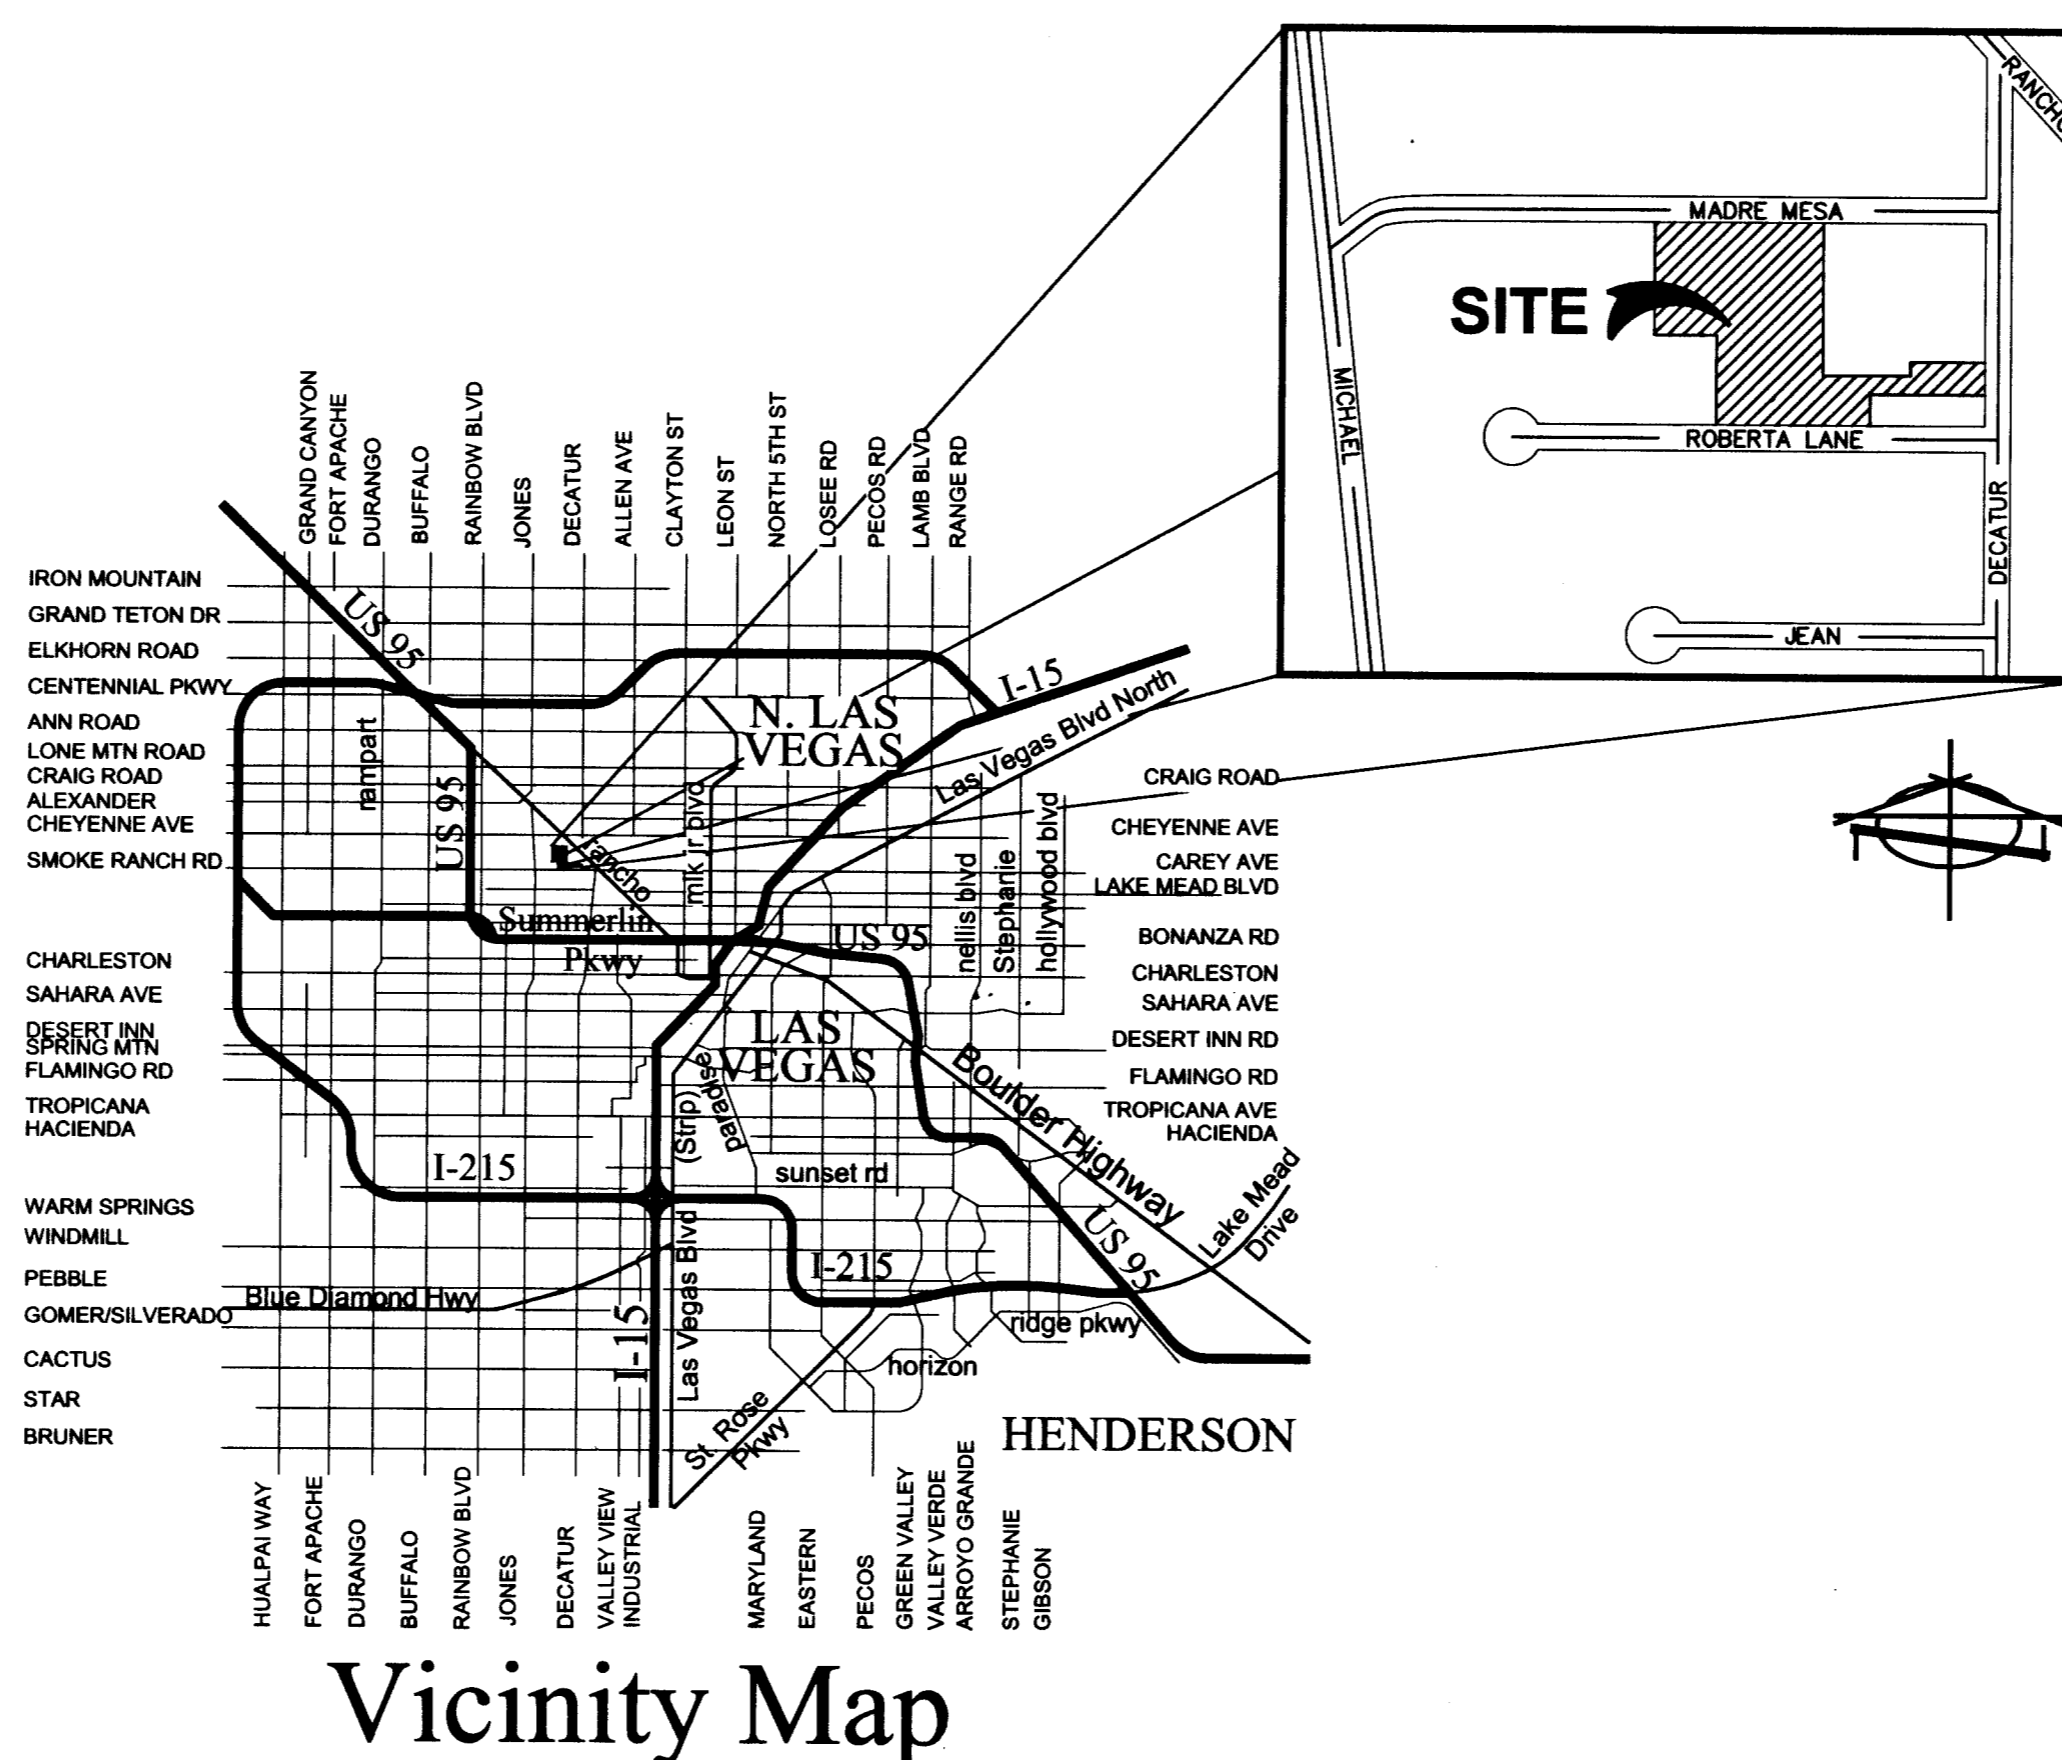 RANCHO
MADRE MESA
SITE
MICHAEL
ROBERTA LANE
DECATUR
JEAN
GRAND CANYON
FORT APACHE
DURANGO
BUFFALO
RAINBOW BLVD
JONES
DECATUR
ALLEN AVE
CLAYTON ST
LEON ST
NORTH 5TH ST
LOSEE RD
PECOS RD
LAMB BLVD
RANGE RD
IRON MOUNTAIN
GRAND TETON DR
ELKHORN ROAD
CENTENNIAL PKWY
ANN ROAD
LONE MTN ROAD
CRAIG ROAD
ALEXANDER
CHEYENNE AVE
SMOKE RANCH RD
CHARLESTON
SAHARA AVE
DESERT INN
SPRING MTN
FLAMINGO RD
TROPICANA
HACIENDA
WARM SPRINGS
WINDMILL
PEBBLE
GOMER/SILVERADO
CACTUS
STAR
BRUNER
US 95
I-15
Las Vegas Blvd North
N. LAS
VEGAS
rampart
US 95
mlk jr blvd
rancho
Summerlin
Pkwy
US 95
nellis blvd
Stephanie
hollywood blvd
CRAIG ROAD
CHEYENNE AVE
CAREY AVE
LAKE MEAD BLVD
BONANZA RD
CHARLESTON
SAHARA AVE
DESERT INN RD
FLAMINGO RD
TROPICANA AVE
HACIENDA
LAS
VEGAS
paradise
(Strip)
Boulder Highway
I-215
sunset rd
Las Vegas Blvd
I-215
US 95
Lake Mead
Drive
Blue Diamond Hwy
I-15
ridge pkwy
horizon
St. Rose
Pkwy
HENDERSON
HUALPAI WAY
FORT APACHE
DURANGO
BUFFALO
RAINBOW BLVD
JONES
DECATUR
VALLEY VIEW
INDUSTRIAL
MARYLAND
EASTERN
PECOS
GREEN VALLEY
VALLEY VERDE
ARROYO GRANDE
STEPHANIE
GIBSON
Vicinity Map